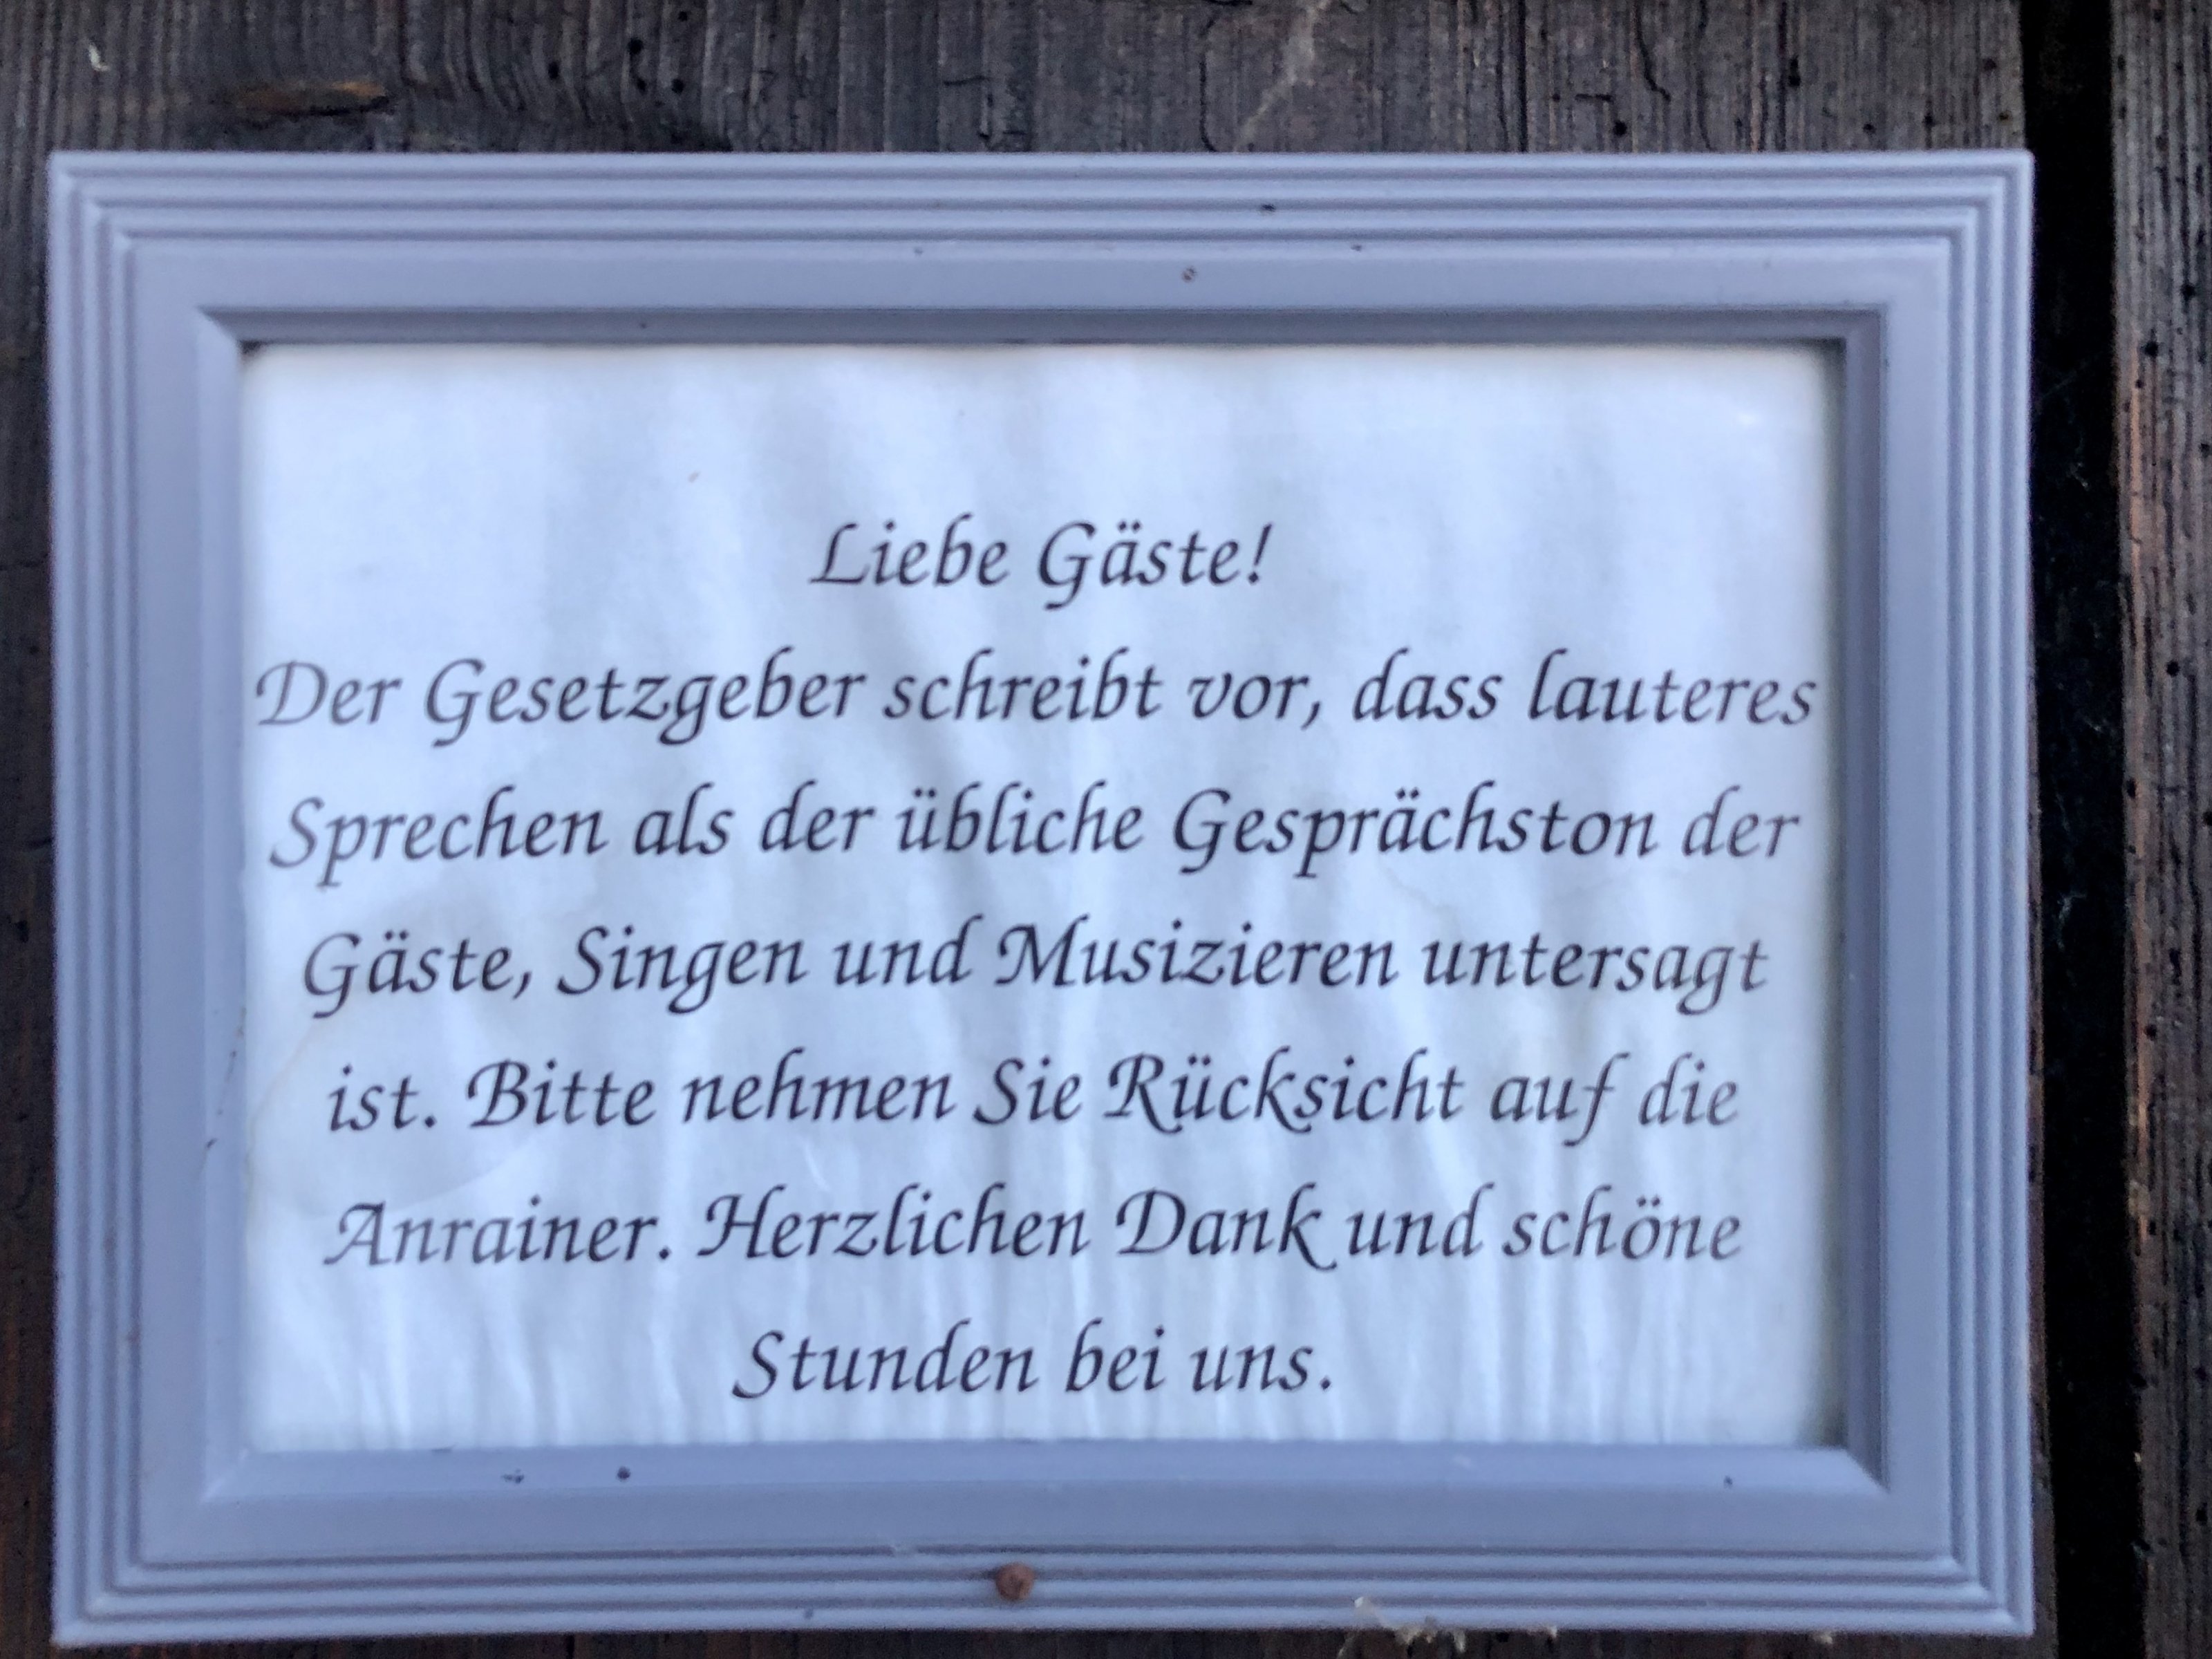 Liebe Gäste!
Der Gesetzgeber schreibt vor, dass lauteres
Sprechen als der übliche Gesprächston der
Gäste, Singen und Musizieren untersagt
ist. Bitte nehmen Sie Rücksicht auf die
Anrainer. Herzlichen Dank und schöne
Stunden bei uns.